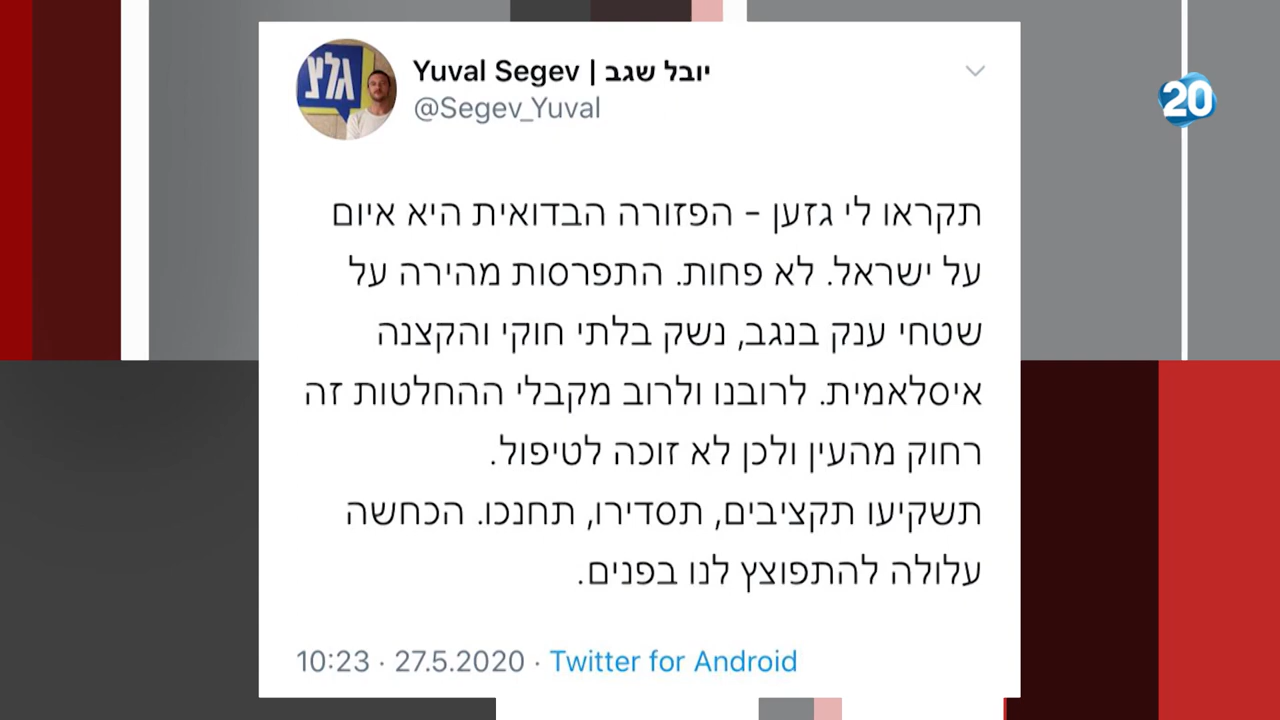 גלצ
Yuval Segev | יובל שגב
@Segev_Yuval
20
תקראו לי גזען - הפזורה הבדואית היא איום
על ישראל. לא פחות. התפרסות מהירה על
שטחי ענק בנגב, נשק בלתי חוקי והקצנה
איסלאמית. לרובנו ולרוב מקבלי ההחלטות זה
רחוק מהעין ולכן לא זוכה לטיפול.
תשקיעו תקציבים, תסדירו, תחנכו. הכחשה
עלולה להתפוצץ לנו בפנים.
10:23 · 27.5.2020 · Twitter for Android